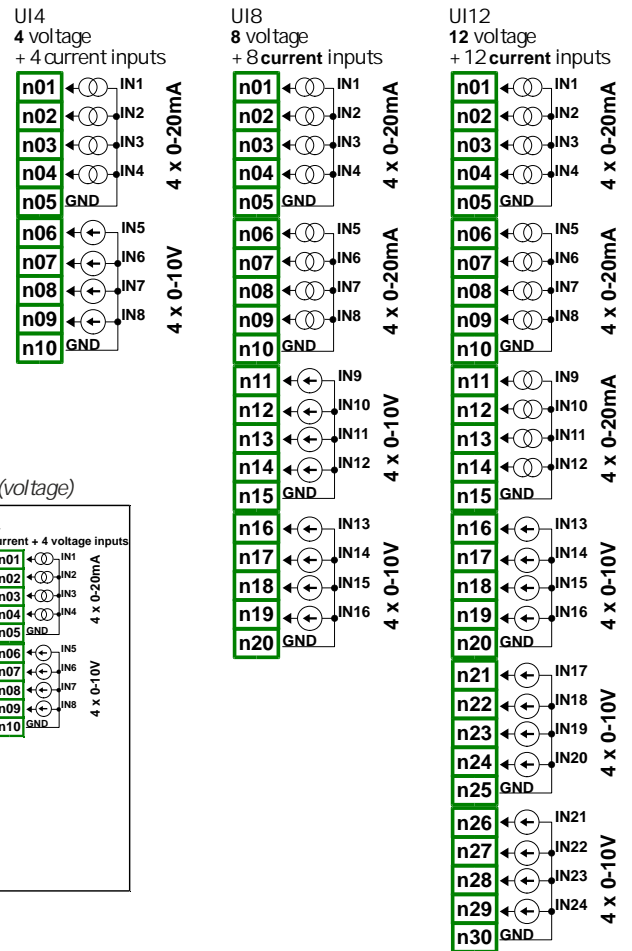 UI4
4 voltage
+ 4 current inputs
n01 IN1
n02 IN2
n03 IN3
n04 IN4
n05 GND
4 x 0-20mA
n06 IN5
n07 IN6
n08 IN7
n09 IN8
n10 GND
4 x 0-10V
(voltage)
urrent + 4 voltage inputs
n01 IN1
n02 IN2
n03 IN3
n04 IN4
n05 GND
4 x 0-20mA
n06 IN5
n07 IN6
n08 IN7
n09 IN8
n10 GND
4 x 0-10V
UI8
8 voltage
+ 8 current inputs
n01 IN1
n02 IN2
n03 IN3
n04 IN4
n05 GND
4 x 0-20mA
n06 IN5
n07 IN6
n08 IN7
n09 IN8
n10 GND
4 x 0-20mA
n11 IN9
n12 IN10
n13 IN11
n14 IN12
n15 GND
4 x 0-10V
n16 IN13
n17 IN14
n18 IN15
n19 IN16
n20 GND
4 x 0-10V
UI12
12 voltage
+ 12 current inputs
n01 IN1
n02 IN2
n03 IN3
n04 IN4
n05 GND
4 x 0-20mA
n06 IN5
n07 IN6
n08 IN7
n09 IN8
n10 GND
4 x 0-20mA
n11 IN9
n12 IN10
n13 IN11
n14 IN12
n15 GND
4 x 0-20mA
n16 IN13
n17 IN14
n18 IN15
n19 IN16
n20 GND
4 x 0-10V
n21 IN17
n22 IN18
n23 IN19
n24 IN20
n25 GND
4 x 0-10V
n26 IN21
n27 IN22
n28 IN23
n29 IN24
n30 GND
4 x 0-10V